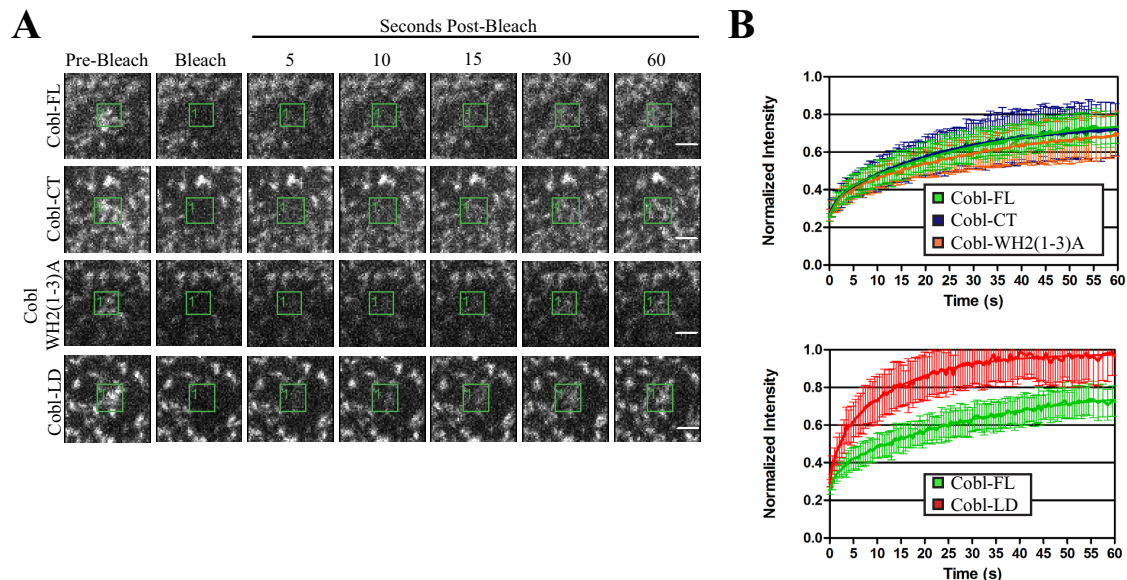 A
Seconds Post-Bleach
Pre-Bleach Bleach 5 10 15 30 60
Cobl-FL
1 1 1 1 1 1
Cobl-CT
1 1 1 1 1 1
Cobl
WH2(1-3)A
1 1 1 1 1 1 1
Cobl-LD
1 1 1 1 1 1
B
Normalized Intensity
1.0
0.8
0.6
0.4
0.2
0.0
Cobl-FL
Cobl-CT
Cobl-WH2(1-3)A
0 5 10 15 20 25 30 35 40 45 50 55 60
Time (s)
Normalized Intensity
1.0
0.8
0.6
0.4
0.2
0.0
Cobl-FL
Cobl-LD
0 5 10 15 20 25 30 35 40 45 50 55 60
Time (s)